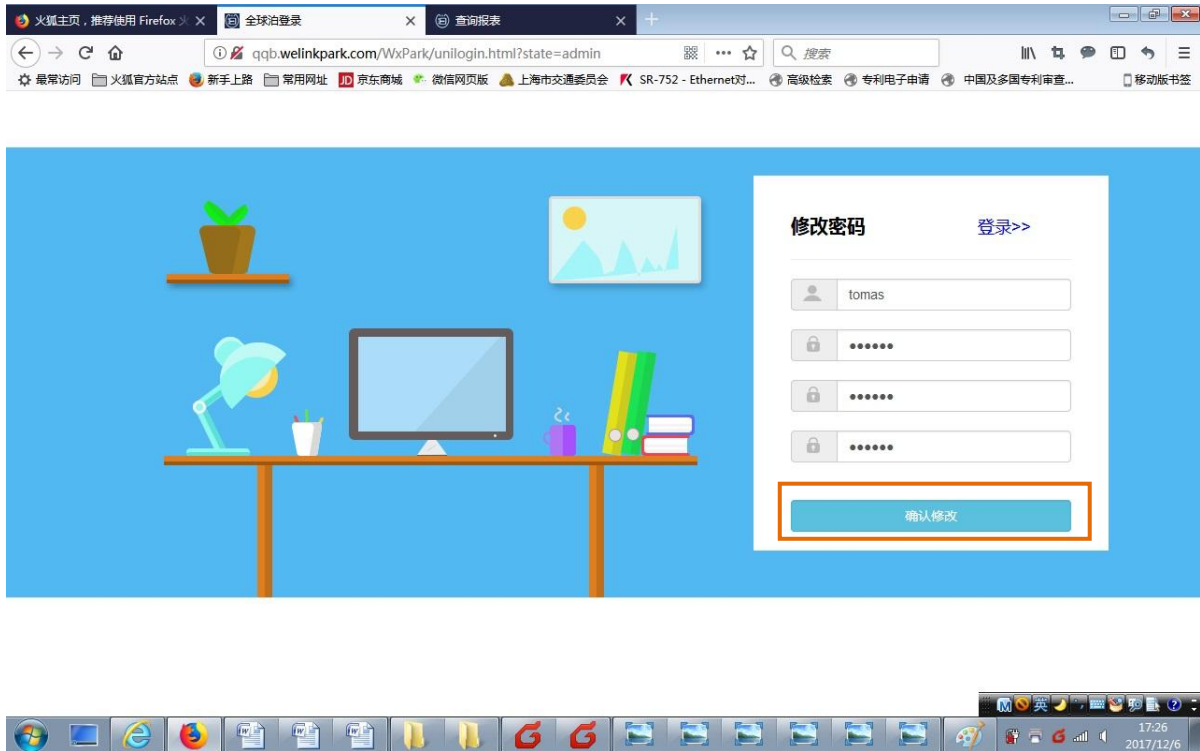 火狐主页，推荐使用 Firefox 火
全球泊登录
查询报表
qqb.welinkpark.com/WxPark/unilogin.html?state=admin
搜索
最常访问
火狐官方站点
新手上路
常用网址
JD 京东商城
微信网页版
上海市交通委员会
SR-752 - Ethernet对...
高级检索
专利电子申请
中国及多国专利审查...
移动版书签
修改密码
登录>>
tomas
••••••
••••••
••••••
确认修改
M 英
17:26
2017/12/6